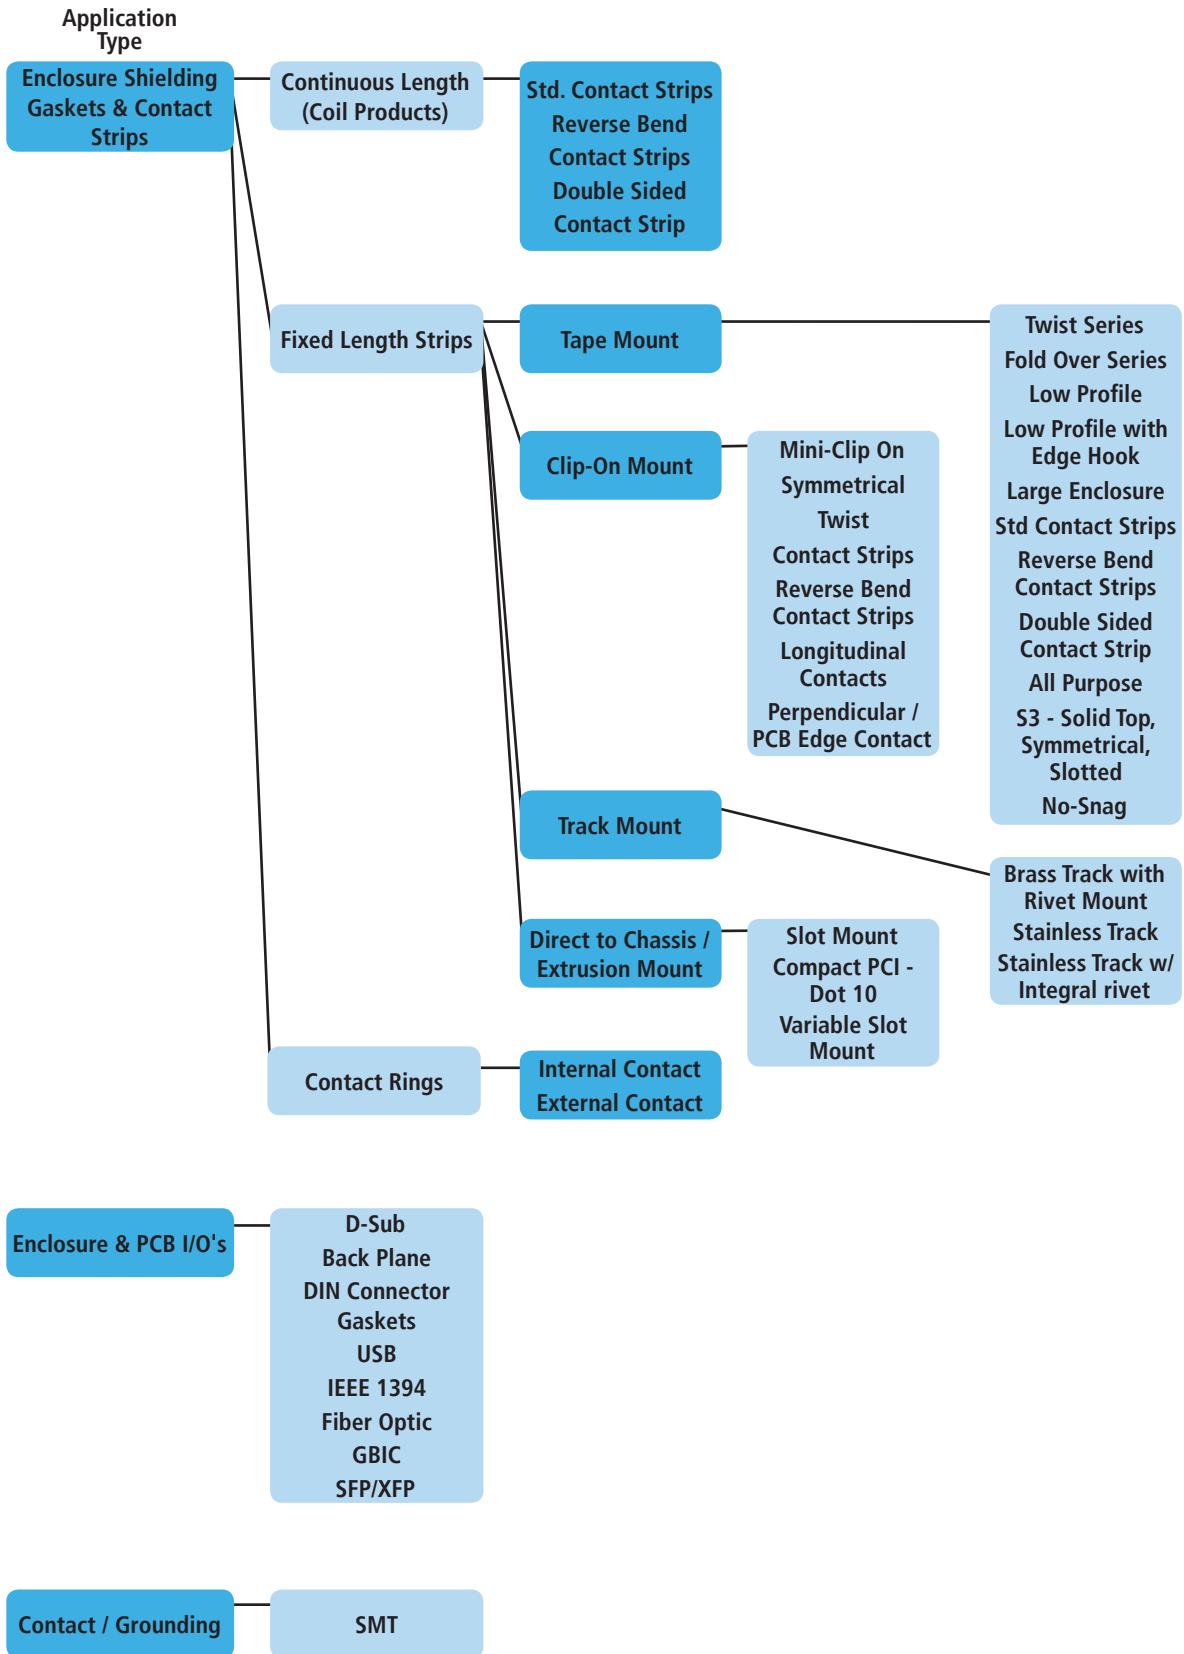 Application
Type
Enclosure Shielding
Gaskets & Contact
Strips
Continuous Length
(Coil Products)
Std. Contact Strips
Reverse Bend
Contact Strips
Double Sided
Contact Strip
Fixed Length Strips
Tape Mount
Twist Series
Fold Over Series
Low Profile
Low Profile with
Edge Hook
Large Enclosure
Std Contact Strips
Reverse Bend
Contact Strips
Double Sided
Contact Strip
All Purpose
S3 - Solid Top,
Symmetrical,
Slotted
No-Snag
Clip-On Mount
Mini-Clip On
Symmetrical
Twist
Contact Strips
Reverse Bend
Contact Strips
Longitudinal
Contacts
Perpendicular /
PCB Edge Contact
Track Mount
Brass Track with
Rivet Mount
Stainless Track
Stainless Track w/
Integral rivet
Direct to Chassis /
Extrusion Mount
Slot Mount
Compact PCI -
Dot 10
Variable Slot
Mount
Contact Rings
Internal Contact
External Contact
Enclosure & PCB I/O's
D-Sub
Back Plane
DIN Connector
Gaskets
USB
IEEE 1394
Fiber Optic
GBIC
SFP/XFP
Contact / Grounding
SMT